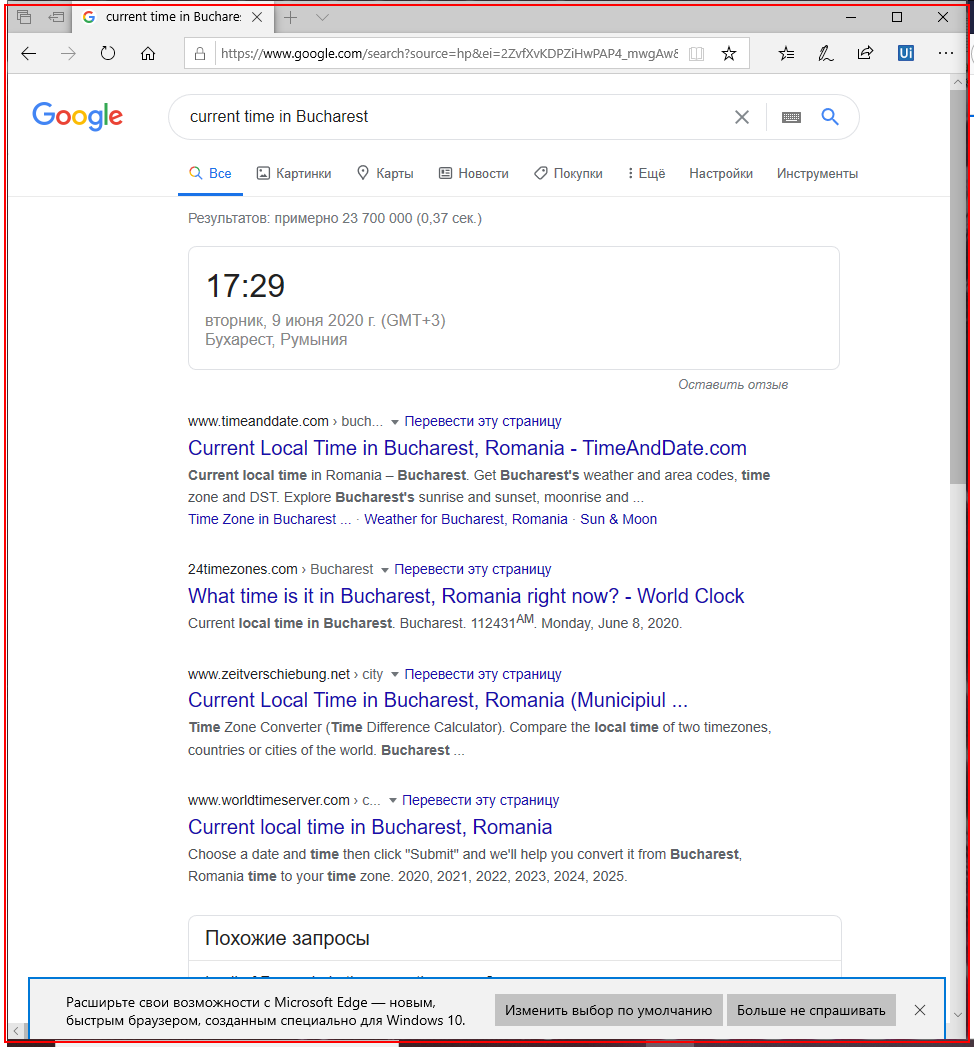 current time in Buchares
https://www.google.com/search?source=hp&ei=2ZvfXvKDPZiHwPAP4_mwgAw&
Ui
Google
current time in Bucharest
Все Картинки Карты Новости Покупки Ещё Настройки Инструменты
Результатов: примерно 23 700 000 (0,37 сек.)
17:29
вторник, 9 июня 2020 г. (GMT+3)
Бухарест, Румыния
Оставить отзыв
www.timeanddate.com › buch... Перевести эту страницу
Current Local Time in Bucharest, Romania - TimeAndDate.com
Current local time in Romania – Bucharest. Get Bucharest's weather and area codes, time
zone and DST. Explore Bucharest's sunrise and sunset, moonrise and ...
Time Zone in Bucharest ... · Weather for Bucharest, Romania · Sun & Moon
24timezones.com › Bucharest Перевести эту страницу
What time is it in Bucharest, Romania right now? - World Clock
Current local time in Bucharest. Bucharest. 112431AM. Monday, June 8, 2020.
www.zeitverschiebung.net › city Перевести эту страницу
Current Local Time in Bucharest, Romania (Municipiul ...
Time Zone Converter (Time Difference Calculator). Compare the local time of two timezones,
countries or cities of the world. Bucharest ...
www.worldtimeserver.com › c... Перевести эту страницу
Current local time in Bucharest, Romania
Choose a date and time then click "Submit" and we'll help you convert it from Bucharest,
Romania time to your time zone. 2020, 2021, 2022, 2023, 2024, 2025.
Похожие запросы
Расширьте свои возможности с Microsoft Edge — новым,
быстрым браузером, созданным специально для Windows 10.
Изменить выбор по умолчанию
Больше не спрашивать